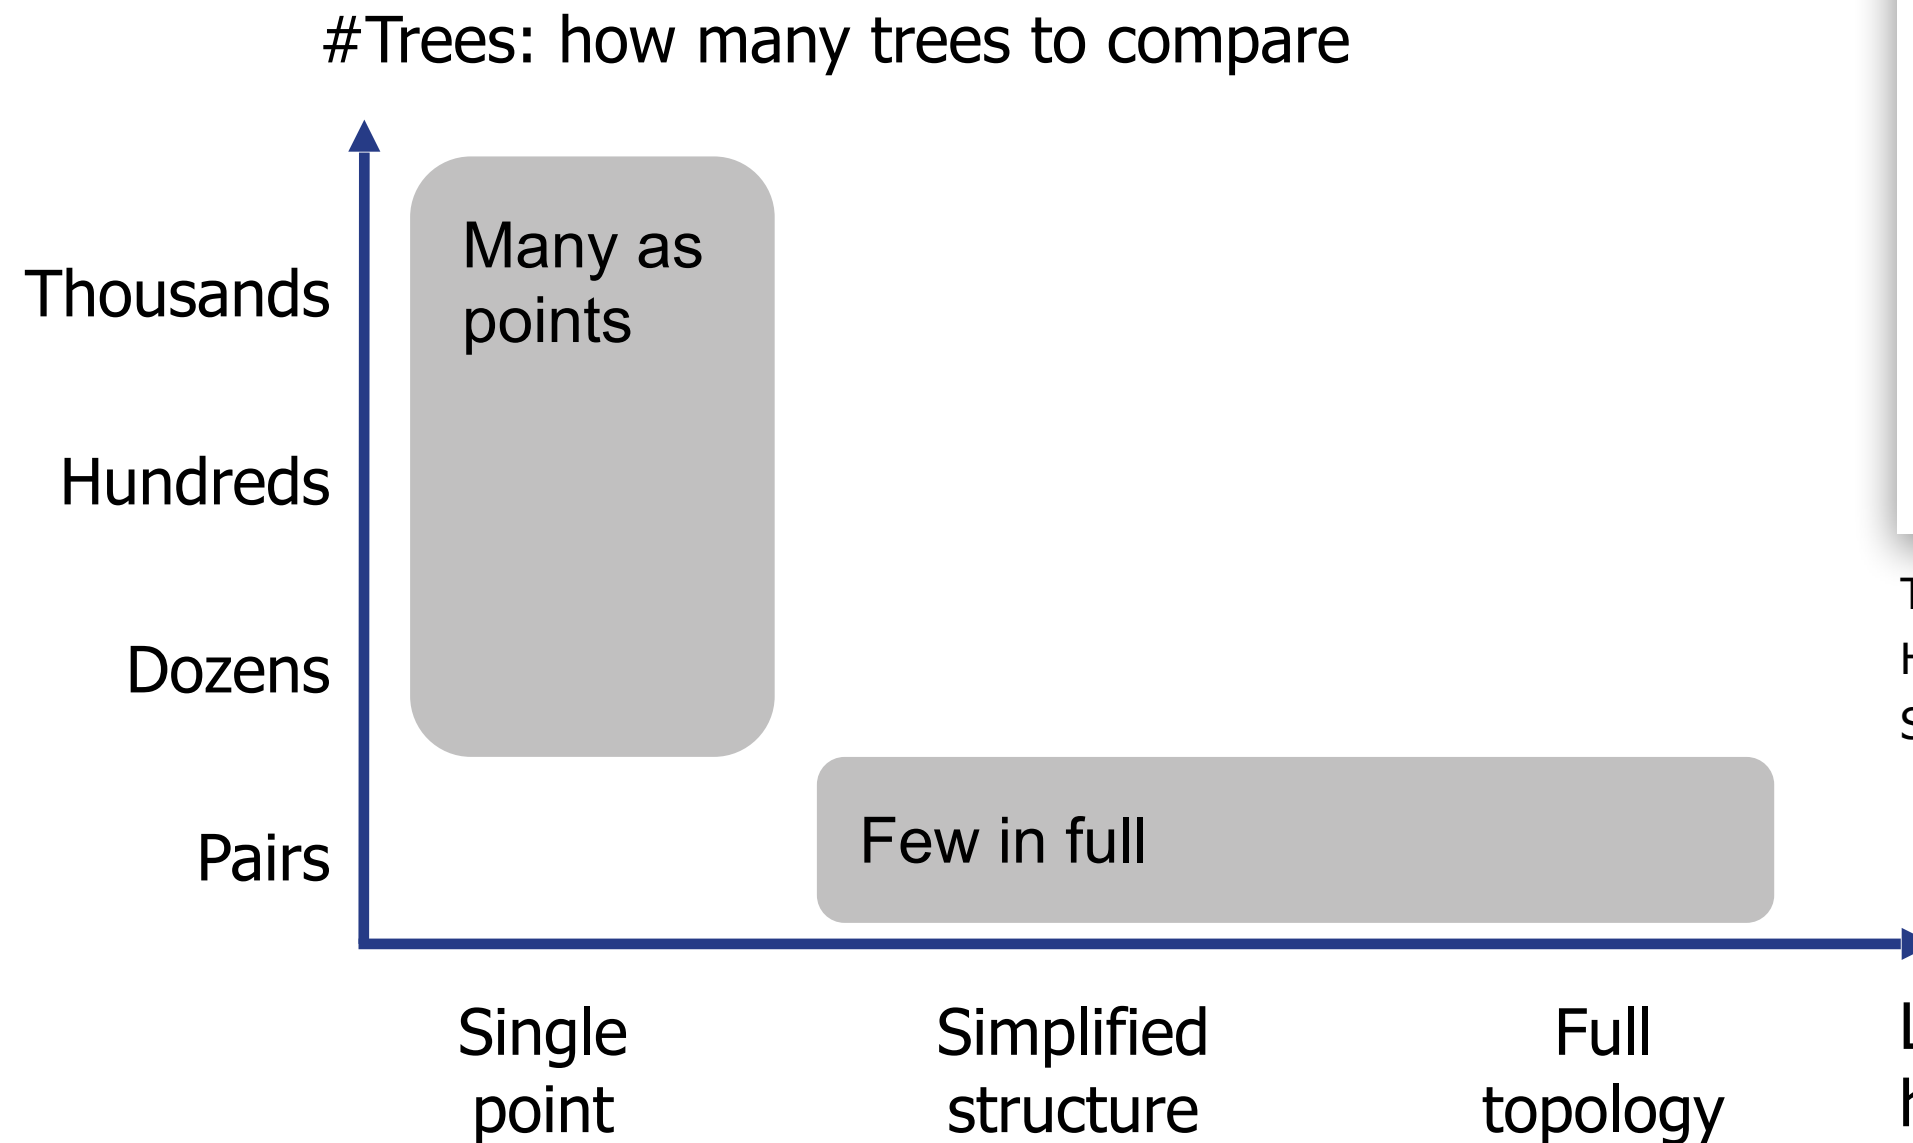 #Trees: how many trees to compare
Many as
points
Thousands
Hundreds
Dozens
Pairs
Few in full
Single
point
Simplified
structure
Full
topology